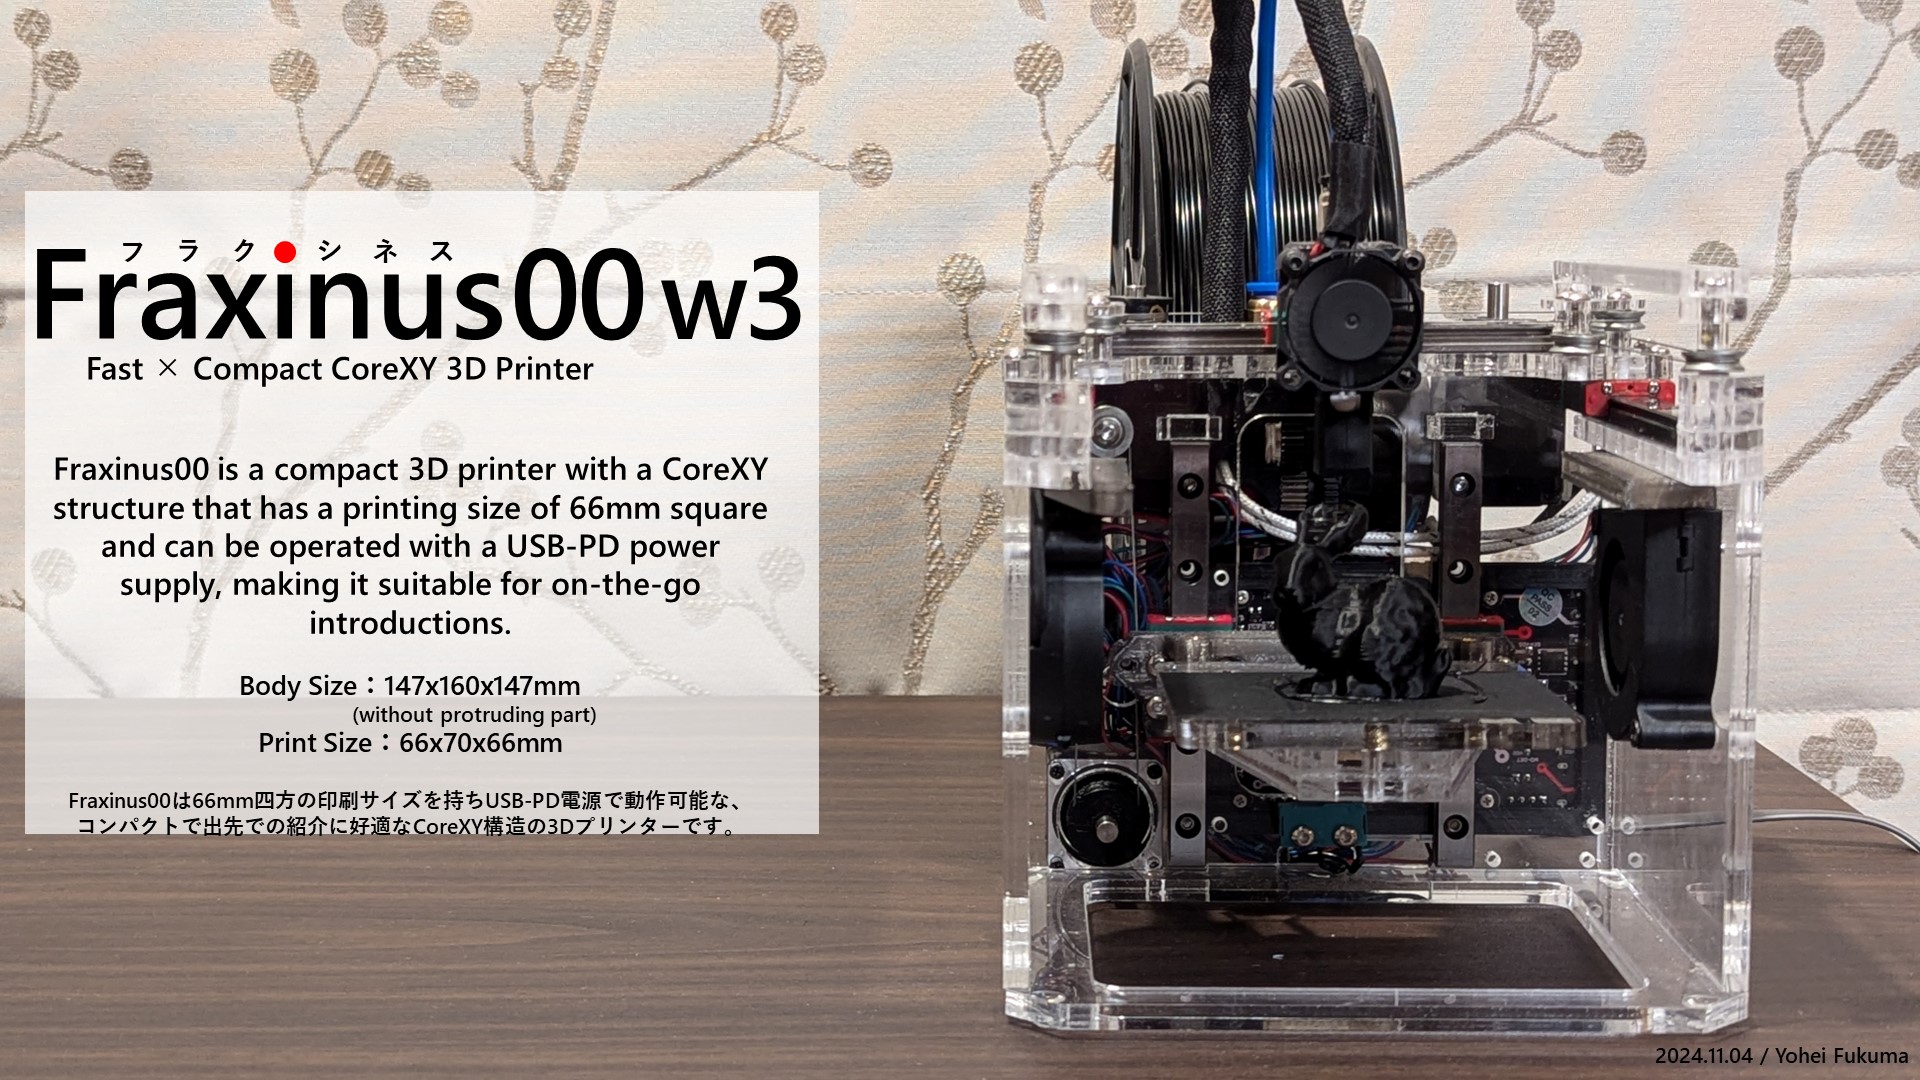 フラクシネス
Fraxinus00 w3
Fast × Compact CoreXY 3D Printer
Fraxinus00 is a compact 3D printer with a CoreXY
structure that has a printing size of 66mm square
and can be operated with a USB-PD power
supply, making it suitable for on-the-go
introductions.
Body Size：147x160x147mm
(without protruding part)
Print Size：66x70x66mm
Fraxinus00は66mm四方の印刷サイズを持ちUSB-PD電源で動作可能な、
コンパクトで出先での紹介に好適なCoreXY構造の3Dプリンターです。
DC
PASS
02
2024.11.04 / Yohei Fukuma